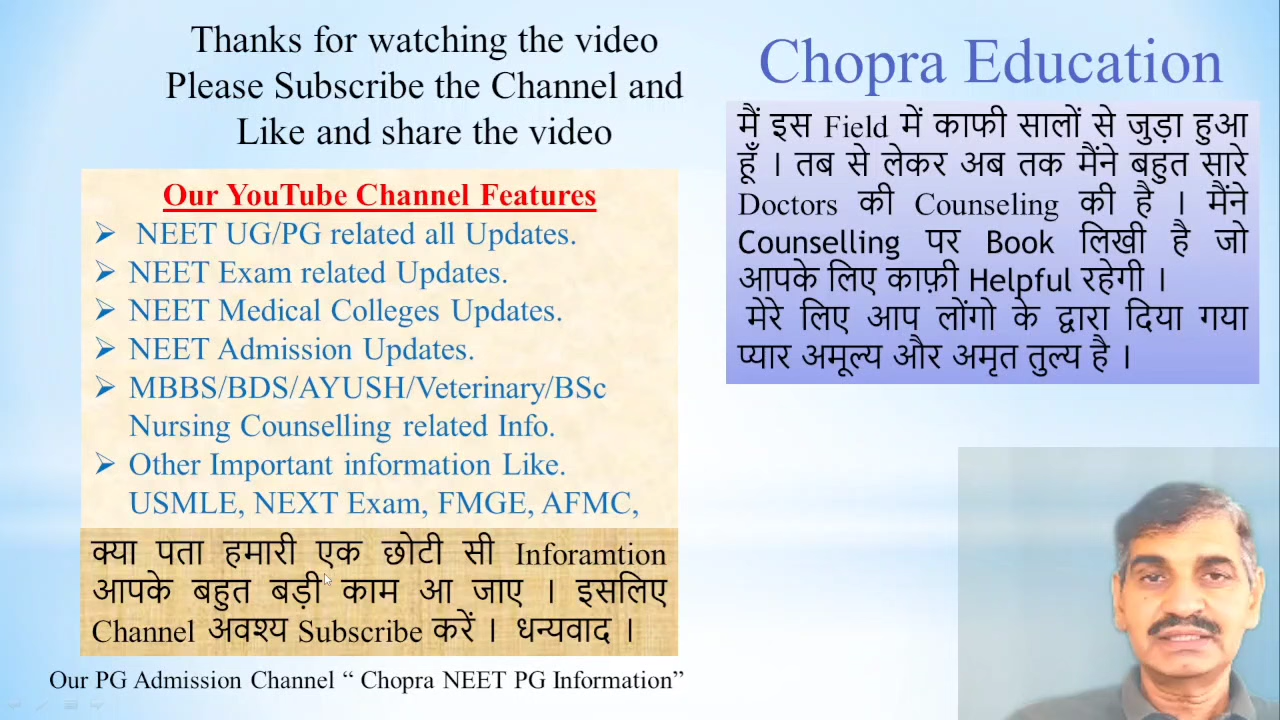 Thanks for watching the video
Please Subscribe the Channel and
Like and share the video
Our YouTube Channel Features
➢ NEET UG/PG related all Updates.
➢ NEET Exam related Updates.
➢ NEET Medical Colleges Updates.
➢ NEET Admission Updates.
➢ MBBS/BDS/AYUSH/Veterinary/BSc
Nursing Counselling related Info.
➢ Other Important information Like.
USMLE, NEXT Exam, FMGE, AFMC,
क्या पता हमारी एक छोटी सी Inforamtion
आपके बहुत बड़ी काम आ जाए । इसलिए
Channel अवश्य Subscribe करें । धन्यवाद ।
Our PG Admission Channel “ Chopra NEET PG Information”
Chopra Education
मैं इस Field में काफी सालों से जुड़ा हुआ
हूँ । तब से लेकर अब तक मैंने बहुत सारे
Doctors की Counseling की है । मैंने
Counselling पर Book लिखी है जो
आपके लिए काफ़ी Helpful रहेगी ।
मेरे लिए आप लोंगो के द्वारा दिया गया
प्यार अमूल्य और अमृत तुल्य है ।